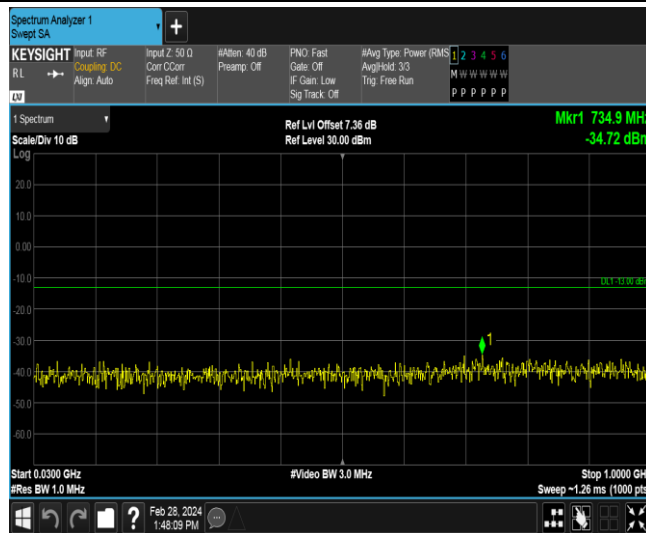 Spectrum Analyzer 1
Swept SA
+
KEYSIGHT
RL
LXI
Input: RF
Coupling: DC
Align: Auto
Input Z: 50 Ω
Corr CCorr
Freq Ref: Int (S)
#Atten: 40 dB
Preamp: Off
PNO: Fast
Gate: Off
IF Gain: Low
Sig Track: Off
#Avg Type: Power (RMS
Avg|Hold: 3/3
Trig: Free Run
1 2 3 4 5 6
M W W W W W
P P P P P P
1 Spectrum
Scale/Div 10 dB
Log
Ref Lvl Offset 7.36 dB
Ref Level 30.00 dBm
Mkr1 734.9 MHz
-34.72 dBm
20.0
10.0
0.00
-10.0
DL1 -13.00 dBm
-20.0
-30.0
1
-40.0
-50.0
-60.0
Start 0.0300 GHz
#Res BW 1.0 MHz
#Video BW 3.0 MHz
Stop 1.0000 GHz
Sweep ~1.26 ms (1000 pts)
?
Feb 28, 2024
1:48:09 PM